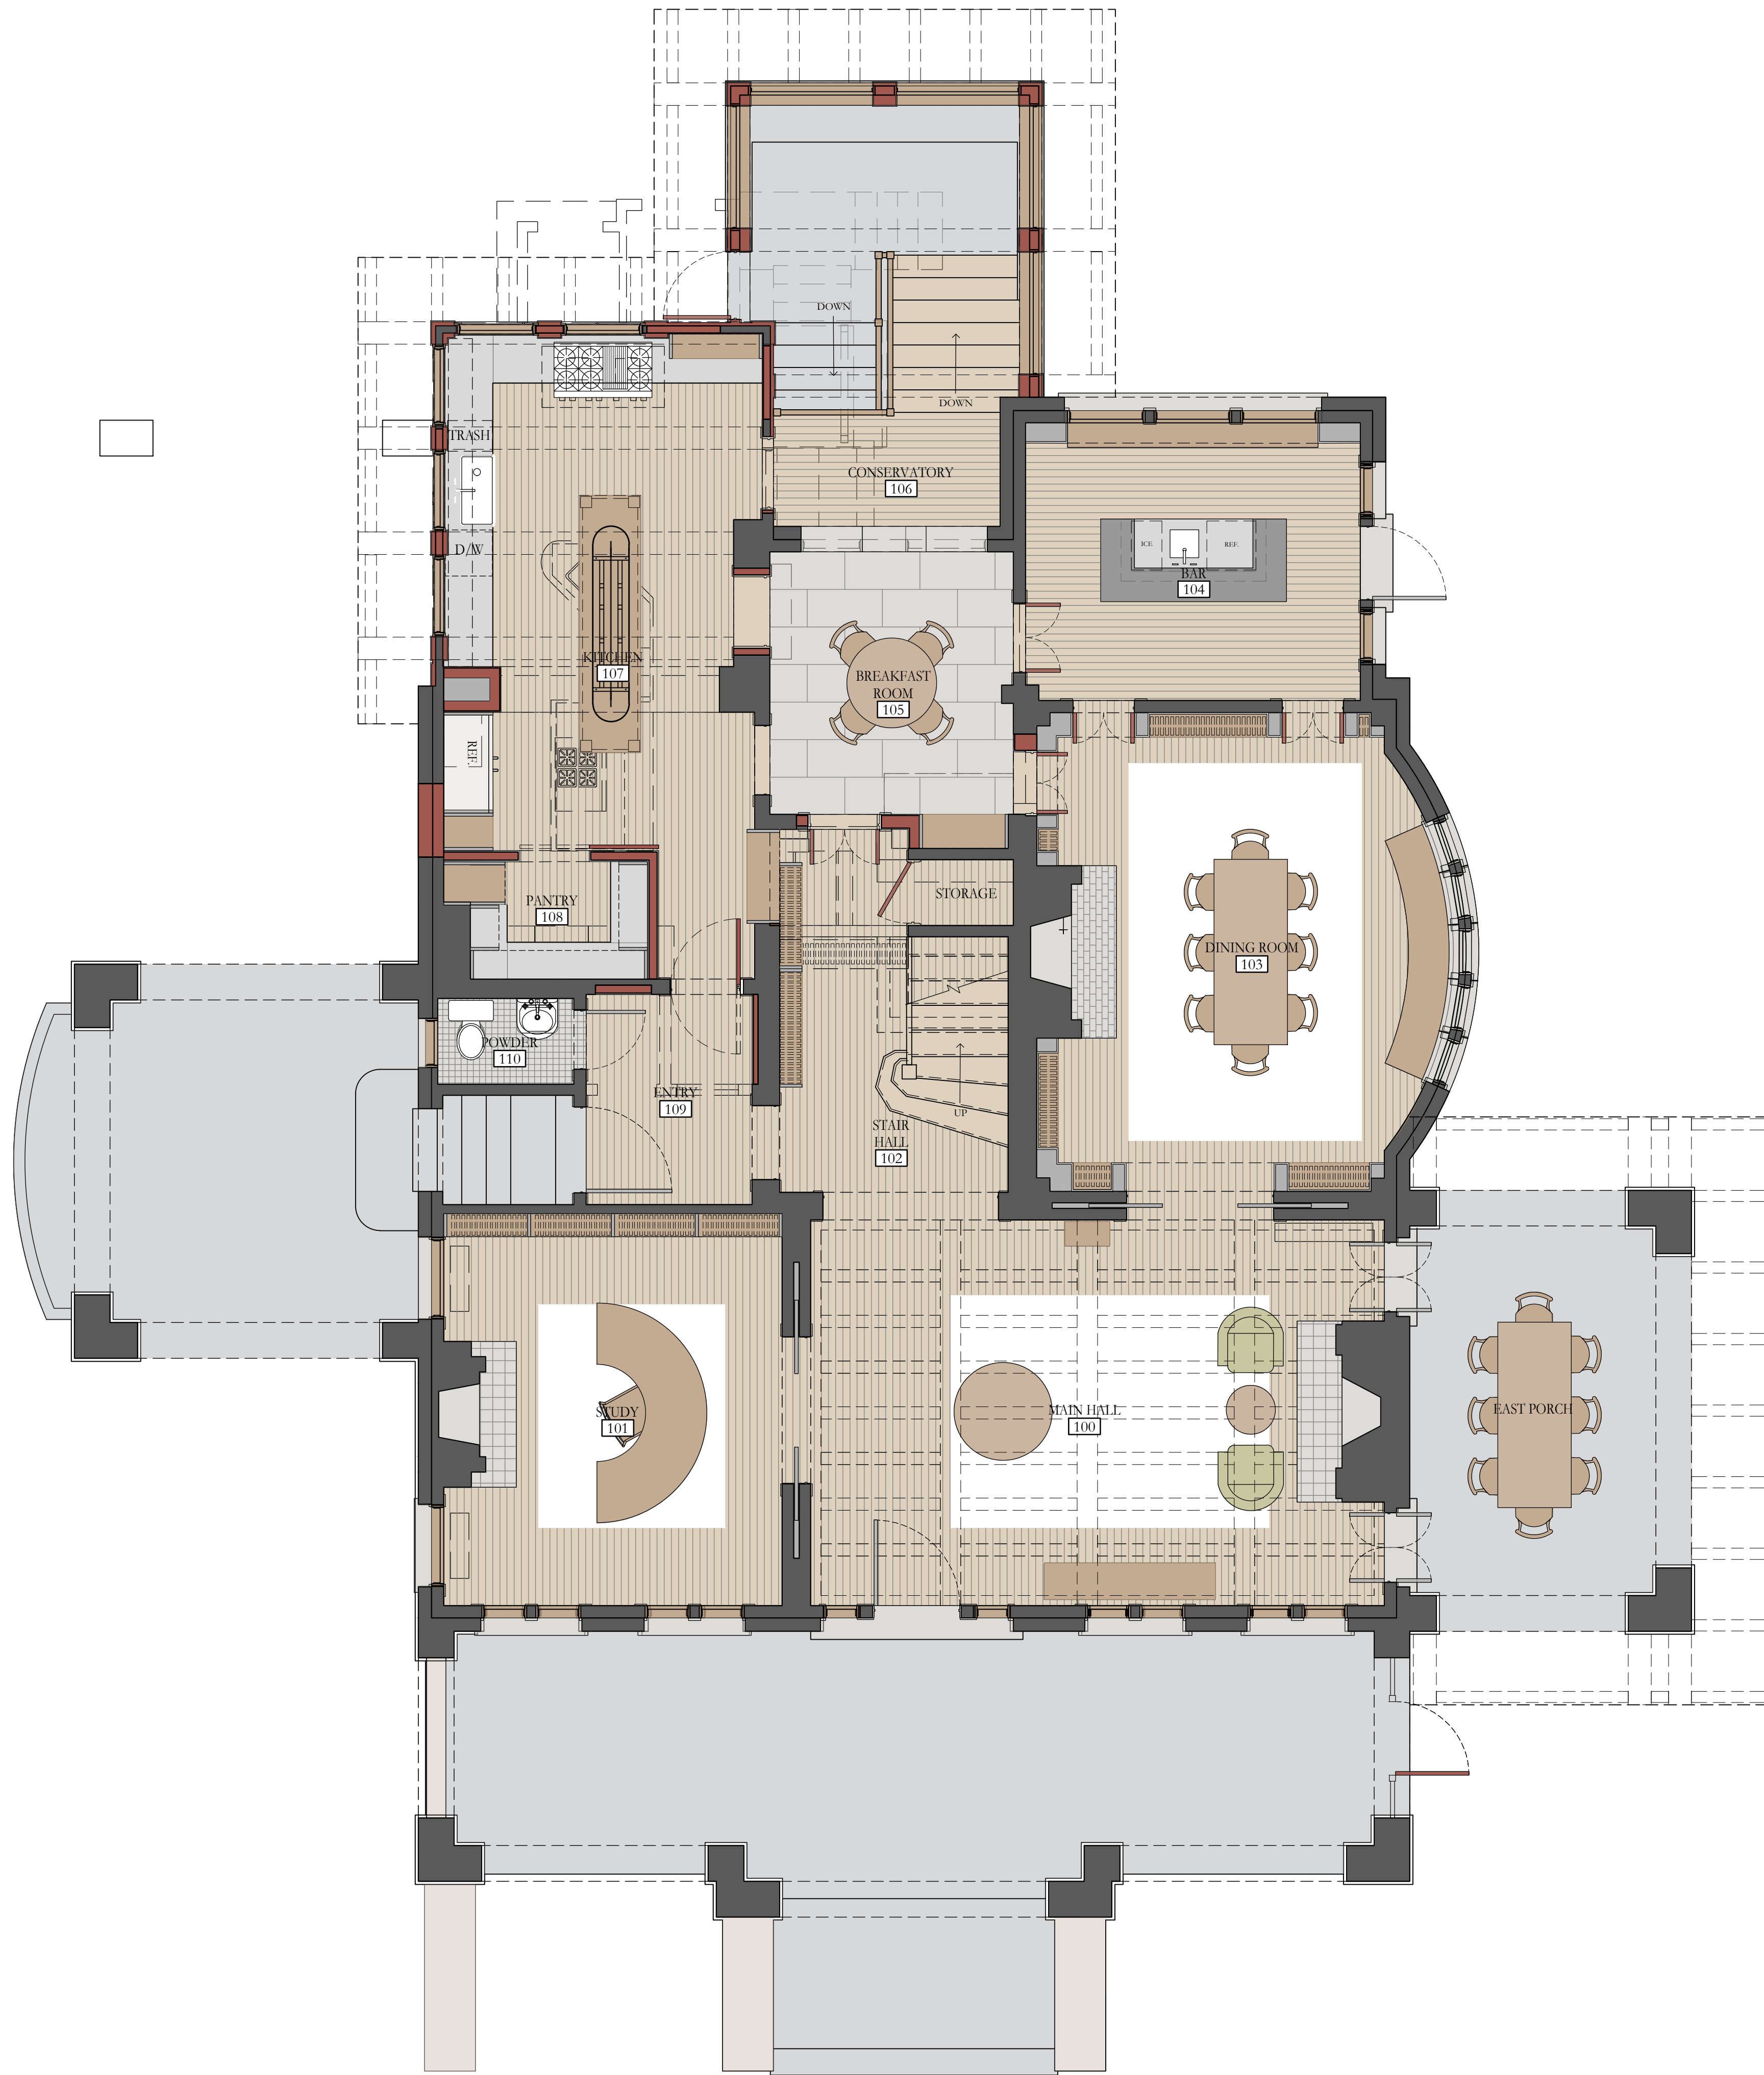 DOWN
DOWN
TRASH
CONSERVATORY
106
D/W
ICE
REF.
BAR
104
KITCHEN
107
BREAKFAST
ROOM
105
REF.
STORAGE
PANTRY
108
DINING ROOM
103
POWDER
110
ENTRY
109
UP
STAIR
HALL
102
STUDY
101
MAIN HALL
100
EAST PORCH